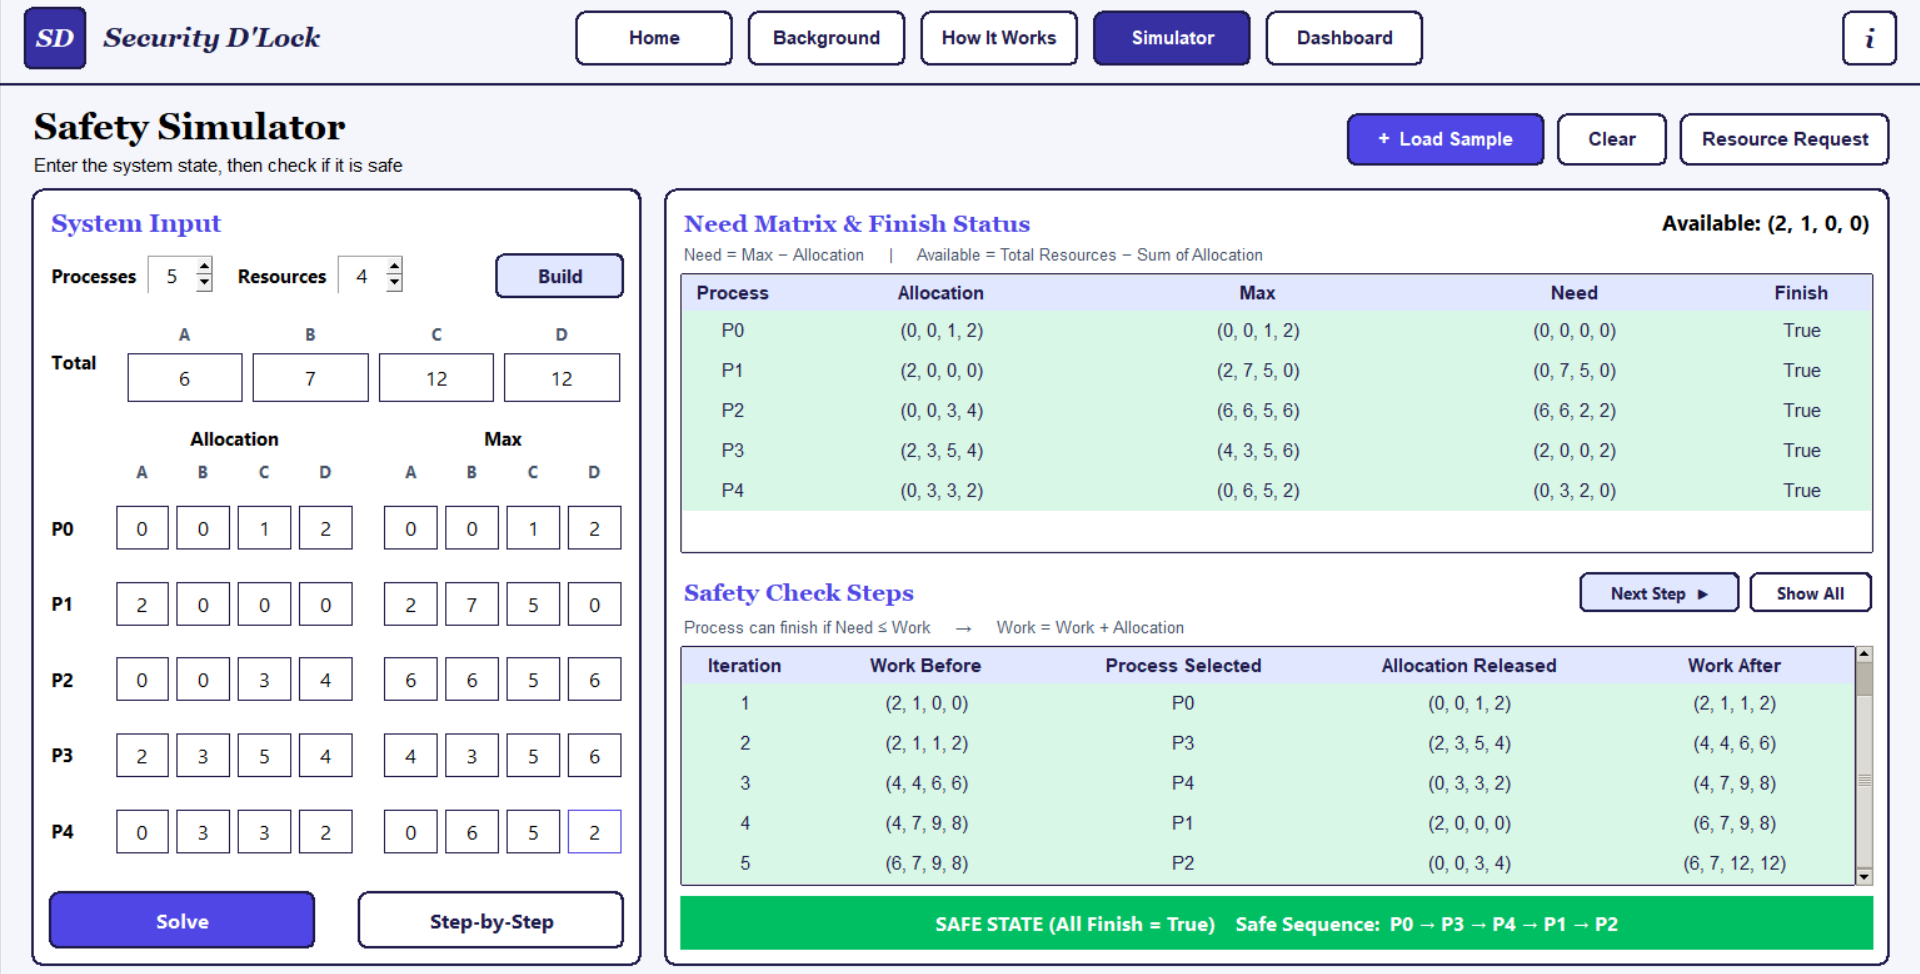 SD Security D'Lock Home Background How It Works Simulator Dashboard i
Safety Simulator
Enter the system state, then check if it is safe
+ Load Sample Clear Resource Request
System Input
Processes 5 Resources 4 Build
A B C D
Total 6 7 12 12
Allocation Max
A B C D A B C D
P0 0 0 1 2 0 0 1 2
P1 2 0 0 0 2 7 5 0
P2 0 0 3 4 6 6 5 6
P3 2 3 5 4 4 3 5 6
P4 0 3 3 2 0 6 5 2
Solve Step-by-Step
Need Matrix & Finish Status Available: (2, 1, 0, 0)
Need = Max − Allocation | Available = Total Resources − Sum of Allocation
Process Allocation Max Need Finish
P0 (0, 0, 1, 2) (0, 0, 1, 2) (0, 0, 0, 0) True
P1 (2, 0, 0, 0) (2, 7, 5, 0) (0, 7, 5, 0) True
P2 (0, 0, 3, 4) (6, 6, 5, 6) (6, 6, 2, 2) True
P3 (2, 3, 5, 4) (4, 3, 5, 6) (2, 0, 0, 2) True
P4 (0, 3, 3, 2) (0, 6, 5, 2) (0, 3, 2, 0) True
Safety Check Steps Next Step ► Show All
Process can finish if Need ≤ Work → Work = Work + Allocation
Iteration Work Before Process Selected Allocation Released Work After
1 (2, 1, 0, 0) P0 (0, 0, 1, 2) (2, 1, 1, 2)
2 (2, 1, 1, 2) P3 (2, 3, 5, 4) (4, 4, 6, 6)
3 (4, 4, 6, 6) P4 (0, 3, 3, 2) (4, 7, 9, 8)
4 (4, 7, 9, 8) P1 (2, 0, 0, 0) (6, 7, 9, 8)
5 (6, 7, 9, 8) P2 (0, 0, 3, 4) (6, 7, 12, 12)
SAFE STATE (All Finish = True) Safe Sequence: P0 → P3 → P4 → P1 → P2